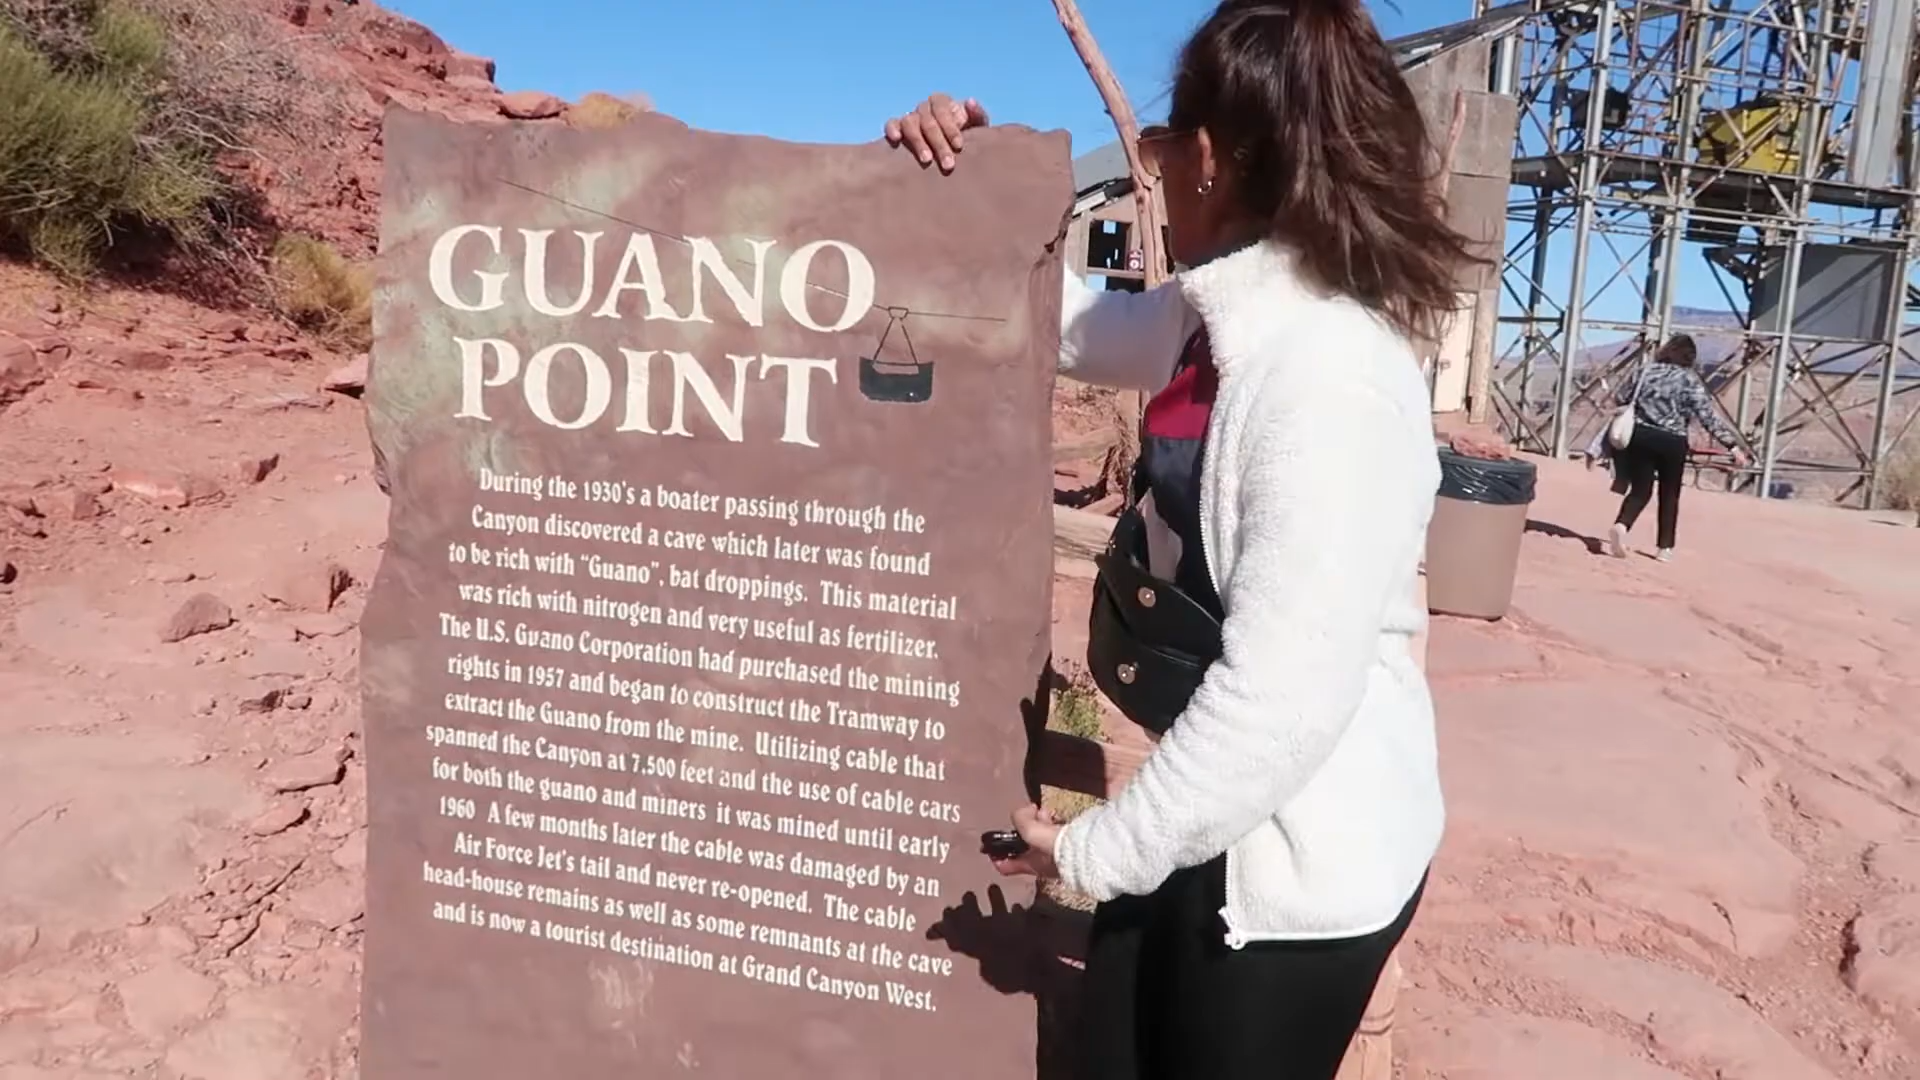 GUANO
POINT
During the 1930's a boater passing through the
Canyon discovered a cave which later was found
to be rich with “Guano”, bat droppings. This material
was rich with nitrogen and very useful as fertilizer.
The U.S. Guano Corporation had purchased the mining
rights in 1957 and began to construct the Tramway to
extract the Guano from the mine. Utilizing cable that
spanned the Canyon at 7,500 feet and the use of cable cars
for both the guano and miners it was mined until early
1960 A few months later the cable was damaged by an
Air Force Jet's tail and never re-opened. The cable
head-house remains as well as some remnants at the cave
and is now a tourist destination at Grand Canyon West.